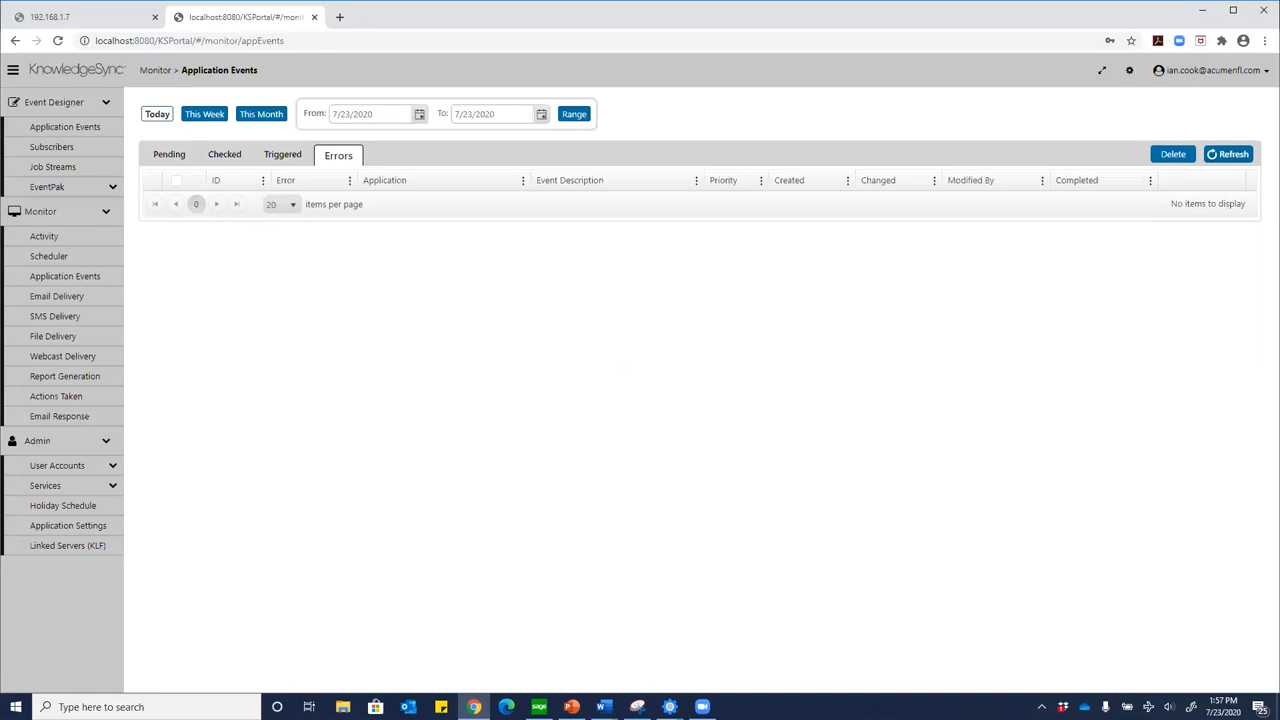 192.168.1.7
localhost:8080/KSPortal/#/monit
localhost:8080/KSPortal/#/monitor/appEvents
KnowledgeSync
Monitor > Application Events
ian.cook@acumenfl.com
Event Designer
Application Events
Subscribers
Job Streams
EventPak
Monitor
Activity
Scheduler
Application Events
Email Delivery
SMS Delivery
File Delivery
Webcast Delivery
Report Generation
Actions Taken
Email Response
Admin
User Accounts
Services
Holiday Schedule
Application Settings
Linked Servers (KLF)
Today This Week This Month From: 7/23/2020 To: 7/23/2020 Range
Pending Checked Triggered Errors Delete Refresh
ID Error Application Event Description Priority Created Changed Modified By Completed
0 20 items per page No items to display
Type here to search
sage
1:57 PM
7/23/2020